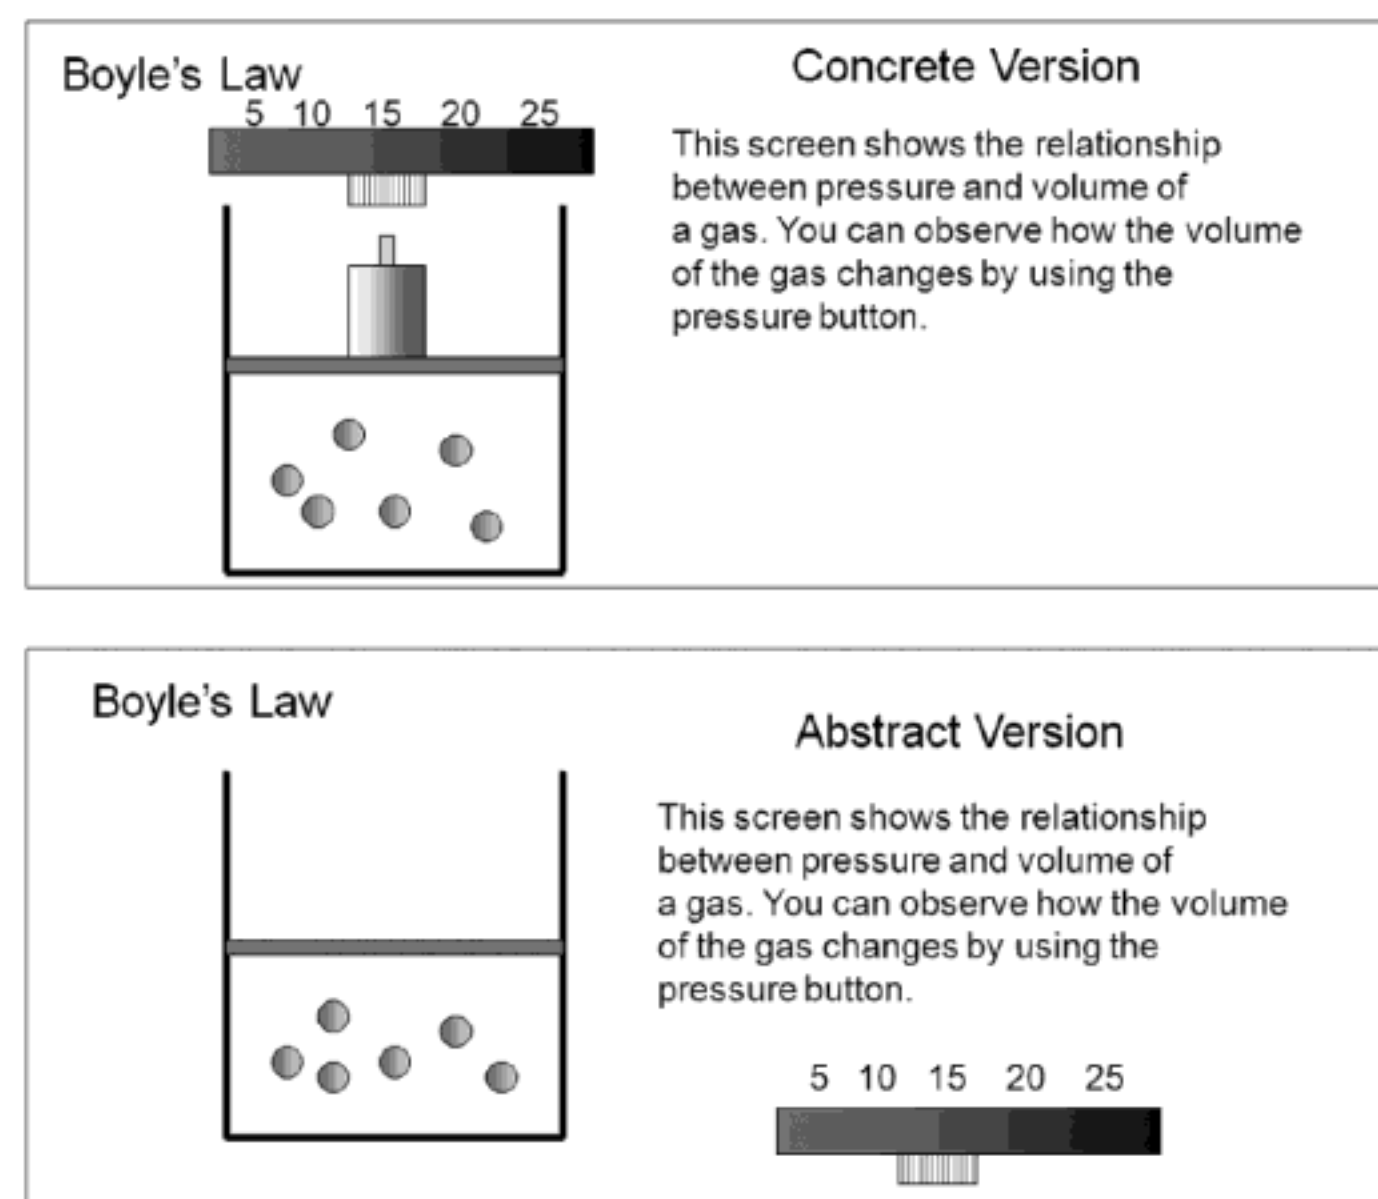 Boyle's Law
Concrete Version
5 10 15 20 25
This screen shows the relationship
between pressure and volume of
a gas. You can observe how the volume
of the gas changes by using the
pressure button.
Boyle's Law
Abstract Version
This screen shows the relationship
between pressure and volume of
a gas. You can observe how the volume
of the gas changes by using the
pressure button.
5 10 15 20 25